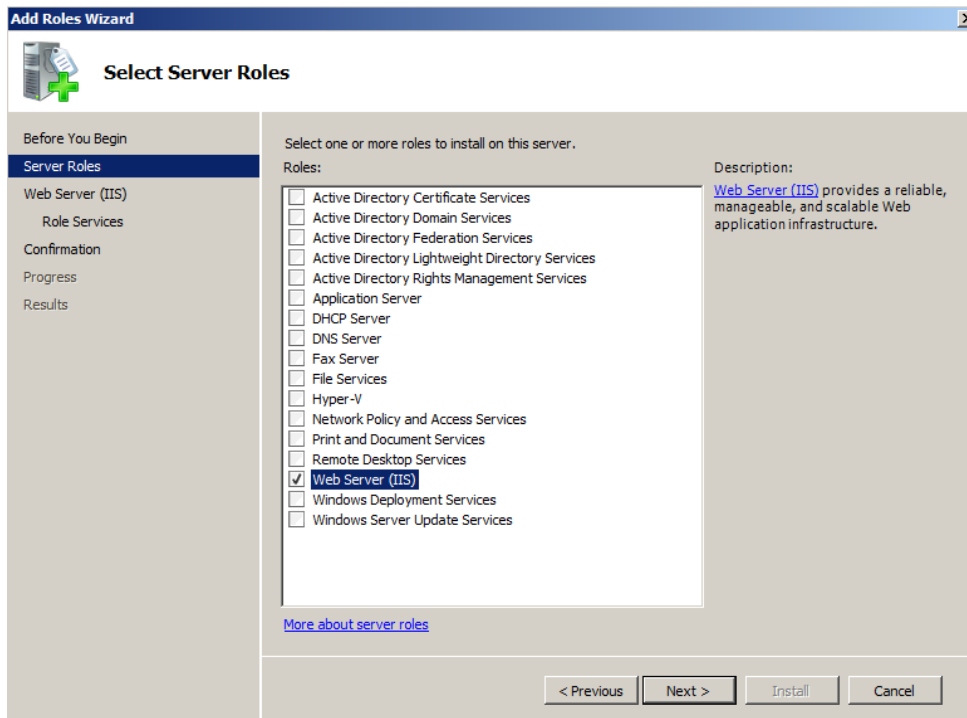 Add Roles Wizard
Select Server Roles
Before You Begin
Server Roles
Web Server (IIS)
Role Services
Confirmation
Progress
Results
Select one or more roles to install on this server.
Roles:
Active Directory Certificate Services
Active Directory Domain Services
Active Directory Federation Services
Active Directory Lightweight Directory Services
Active Directory Rights Management Services
Application Server
DHCP Server
DNS Server
Fax Server
File Services
Hyper-V
Network Policy and Access Services
Print and Document Services
Remote Desktop Services
Web Server (IIS)
Windows Deployment Services
Windows Server Update Services
More about server roles
Description:
Web Server (IIS) provides a reliable,
manageable, and scalable Web
application infrastructure.
< Previous
Next >
Install
Cancel